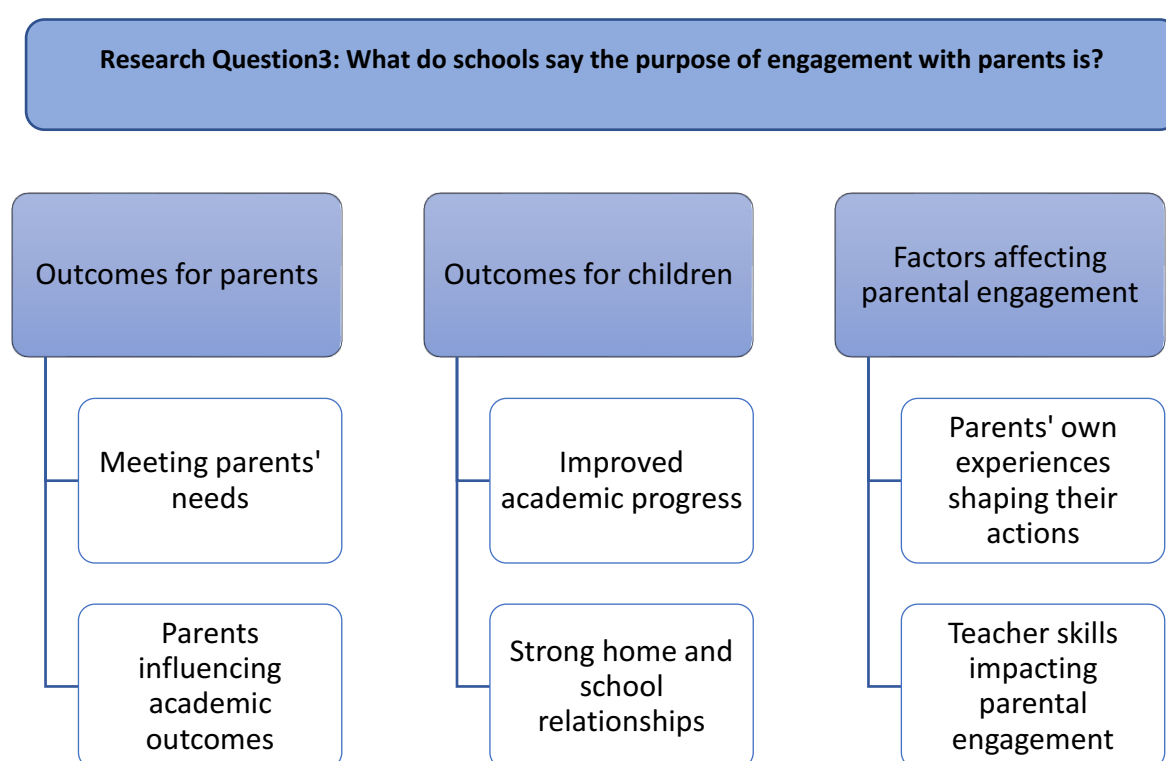 Research Question3: What do schools say the purpose of engagement with parents is?
Outcomes for parents
Meeting parents'
needs
Parents
influencing
academic
outcomes
Outcomes for children
Improved
academic progress
Strong home and
school
relationships
Factors affecting
parental engagement
Parents' own
experiences
shaping their
actions
Teacher skills
impacting
parental
engagement